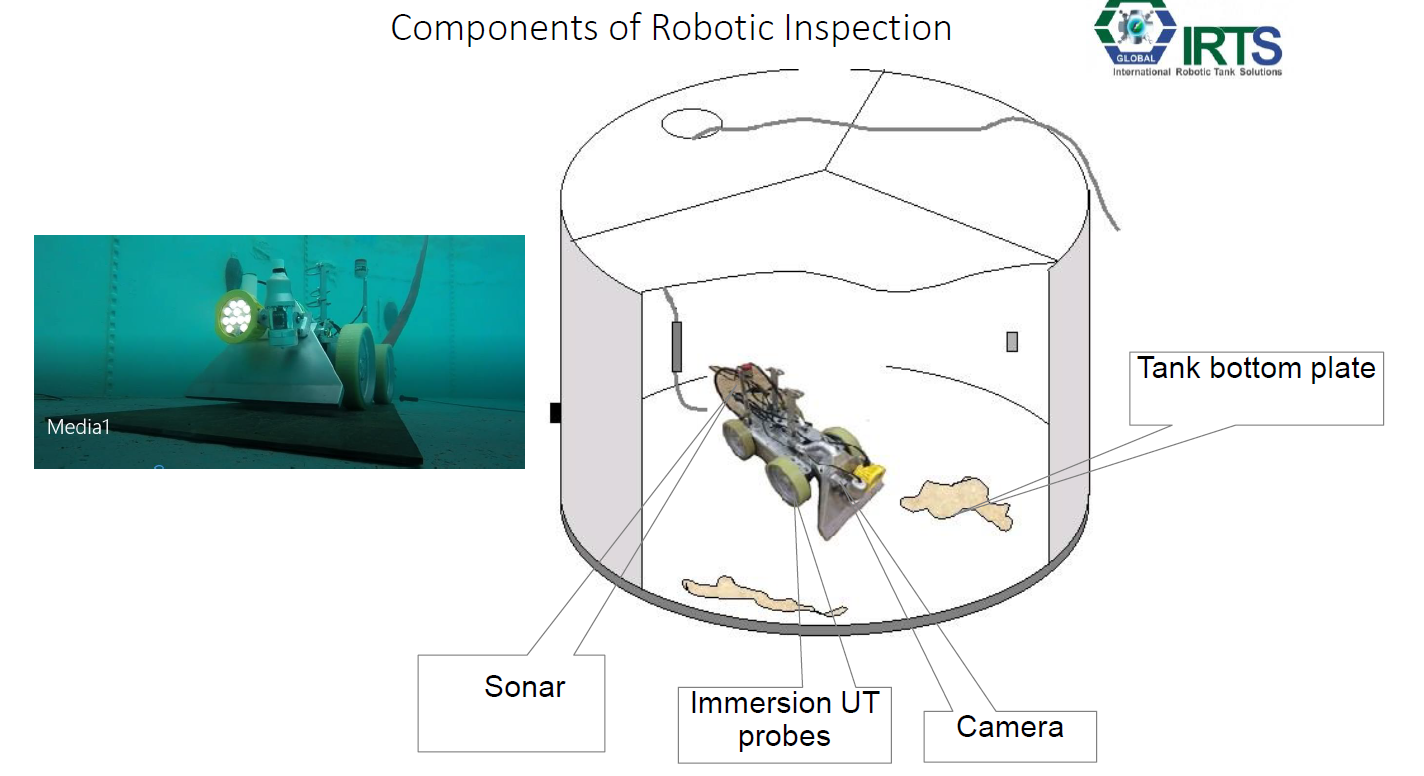 Components of Robotic Inspection
GLOBAL
IRTS
International Robotic Tank Solutions
Tank bottom plate
Media1
Sonar
Immersion UT
probes
Camera